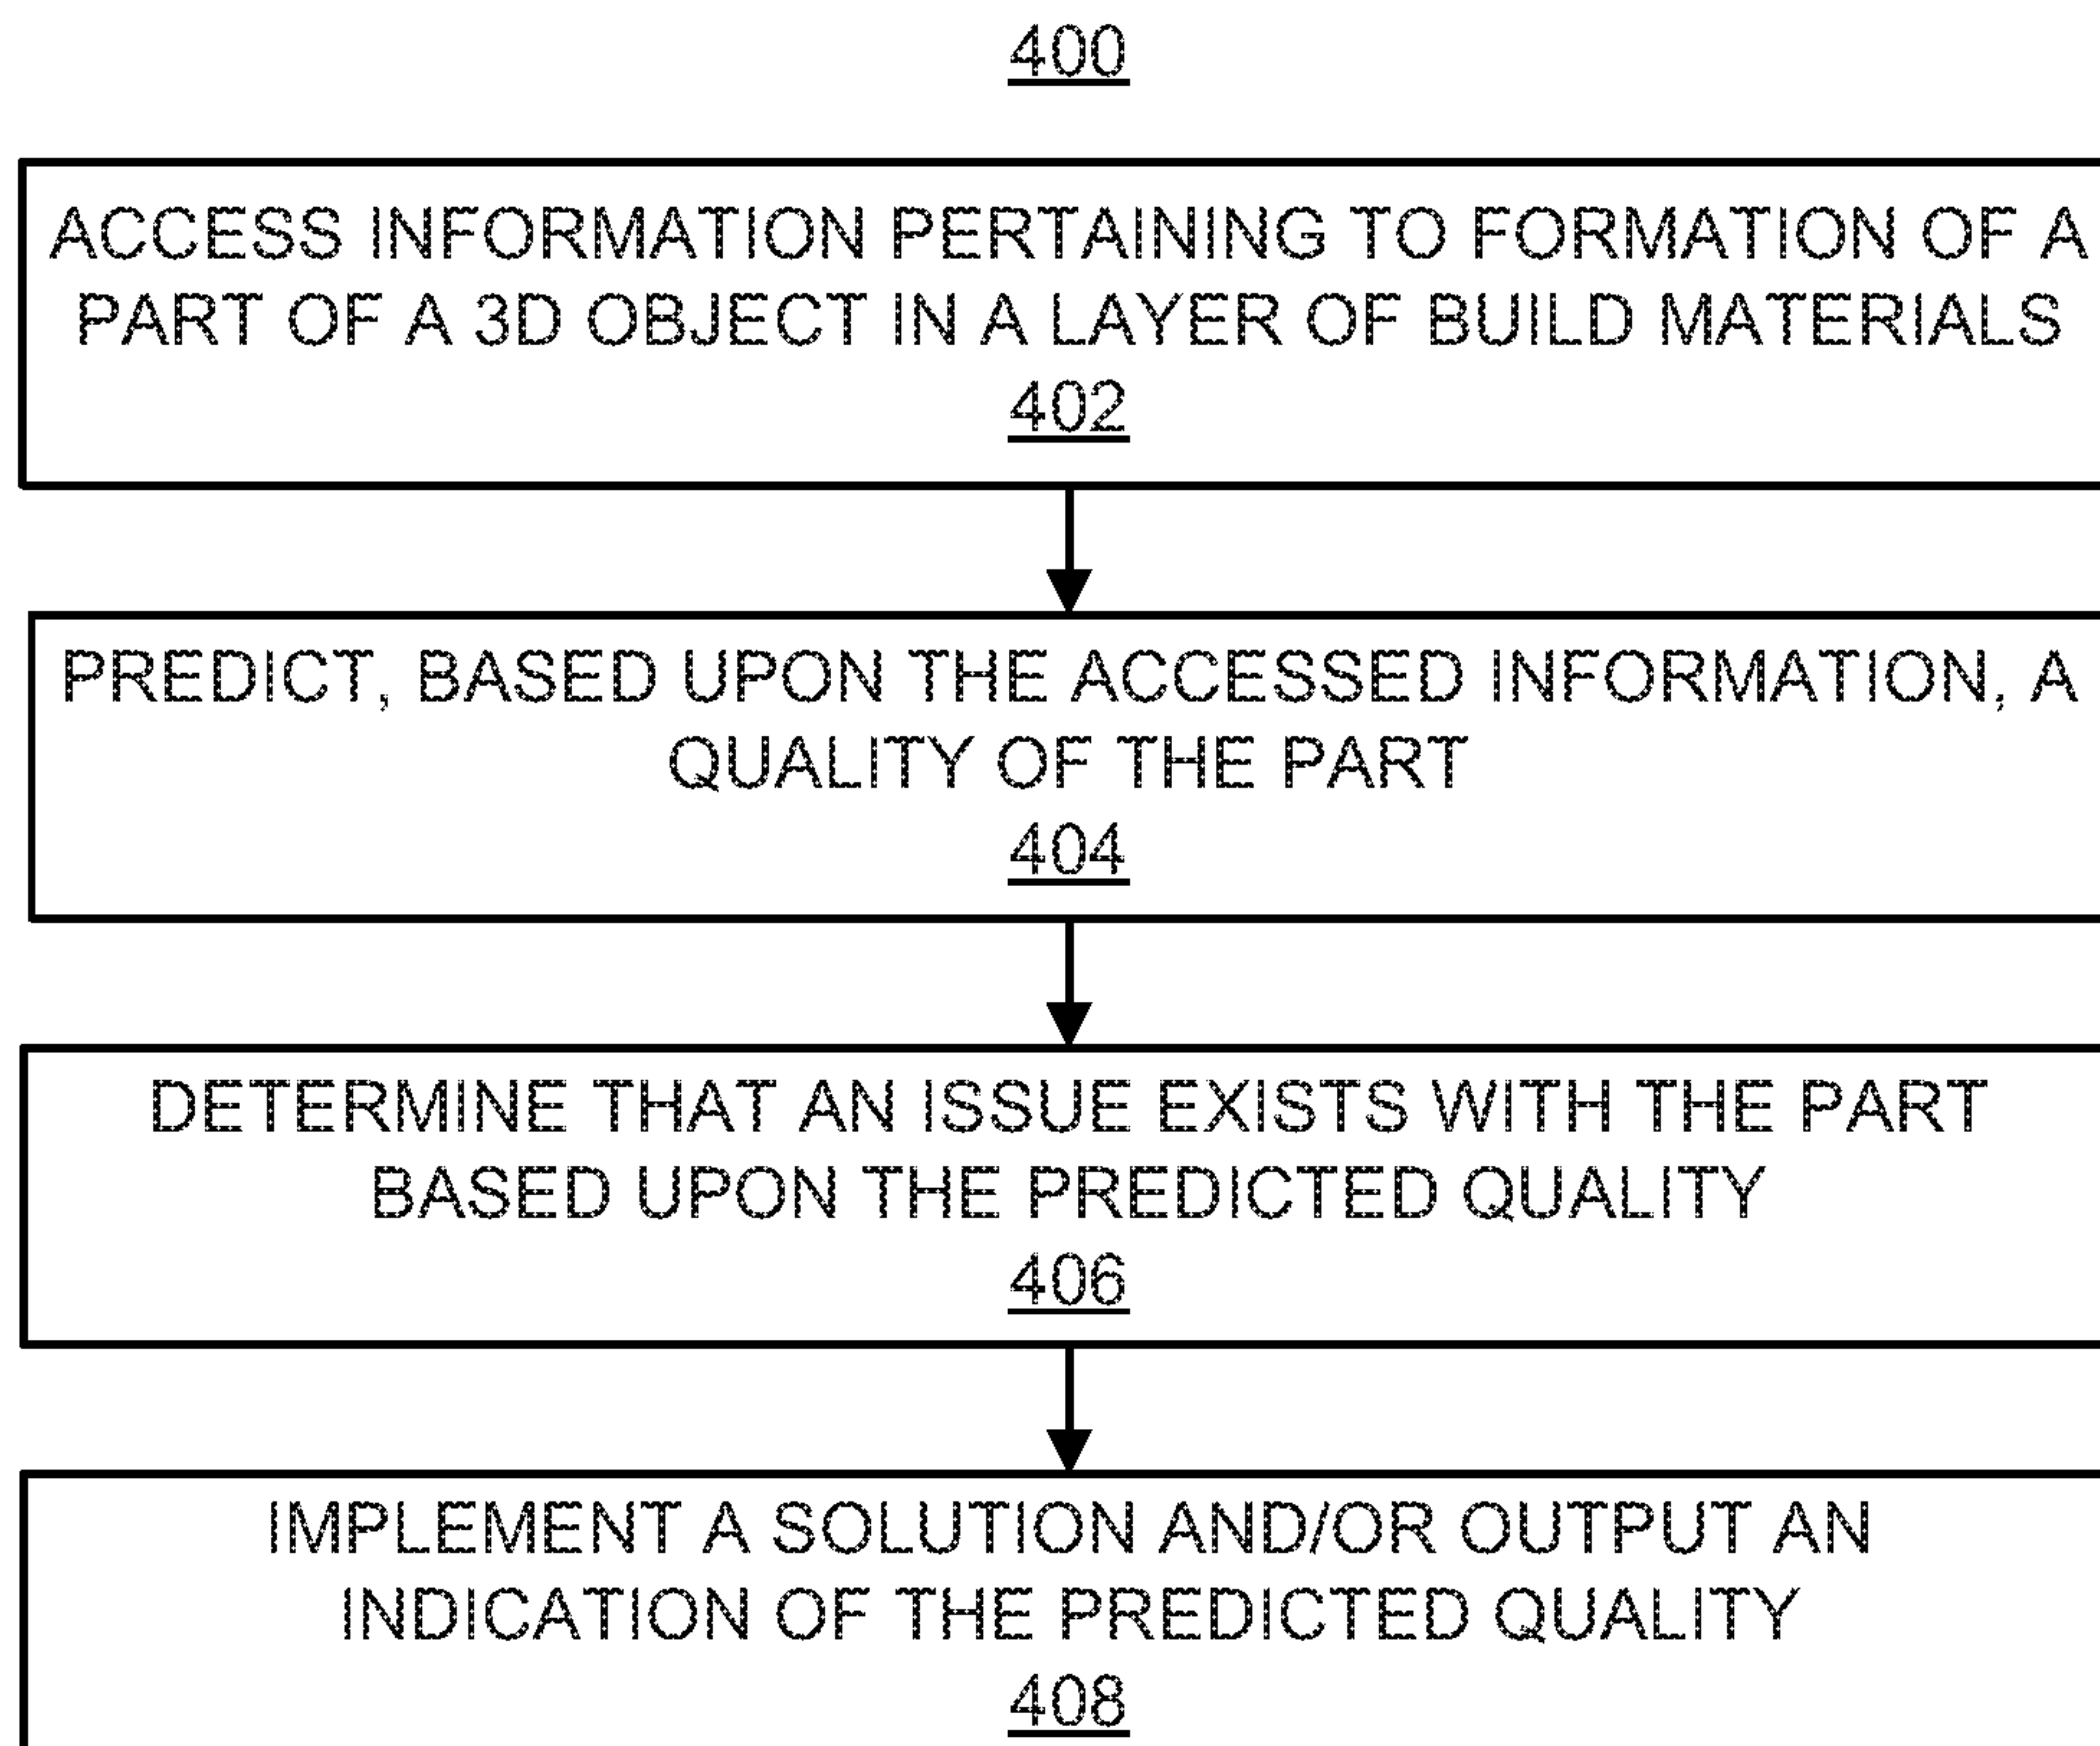 400
ACCESS INFORMATION PERTAINING TO FORMATION OF A
PART OF A 3D OBJECT IN A LAYER OF BUILD MATERIALS
402
PREDICT, BASED UPON THE ACCESSED INFORMATION, A
QUALITY OF THE PART
404
DETERMINE THAT AN ISSUE EXISTS WITH THE PART
BASED UPON THE PREDICTED QUALITY
406
IMPLEMENT A SOLUTION AND/OR OUTPUT AN
INDICATION OF THE PREDICTED QUALITY
408